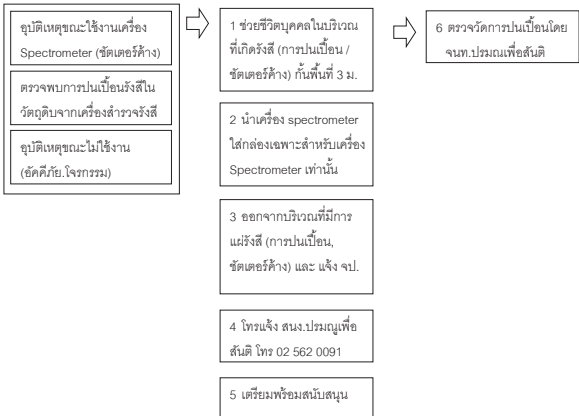 อุบัติเหตุขณะใช้งานเครื่อง
Spectrometer (ชัตเตอร์ค้าง)
ตรวจพบการปนเปื้อนรังสีใน
วัตถุดิบจากเครื่องสำรวจรังสี
อุบัติเหตุขณะไม่ใช้งาน
(อัคคีภัย.โจรกรรม)
1 ช่วยชีวิตบุคคลในบริเวณ
ที่เกิดรังสี (การปนเปื้อน /
ชัตเตอร์ค้าง) กั้นพื้นที่ 3 ม.
2 นำเครื่อง spectrometer
ใส่กล่องเฉพาะสำหรับเครื่อง
Spectrometer เท่านั้น
3 ออกจากบริเวณที่มีการ
แผ่รังสี (การปนเปื้อน,
ชัตเตอร์ค้าง) และ แจ้ง จป.
4 โทรแจ้ง สนง.ปรมณูเพื่อ
สันติ โทร 02 562 0091
5 เตรียมพร้อมสนับสนุน
6 ตรวจวัดการปนเปื้อนโดย
จนท.ปรมณเพื่อสันติ